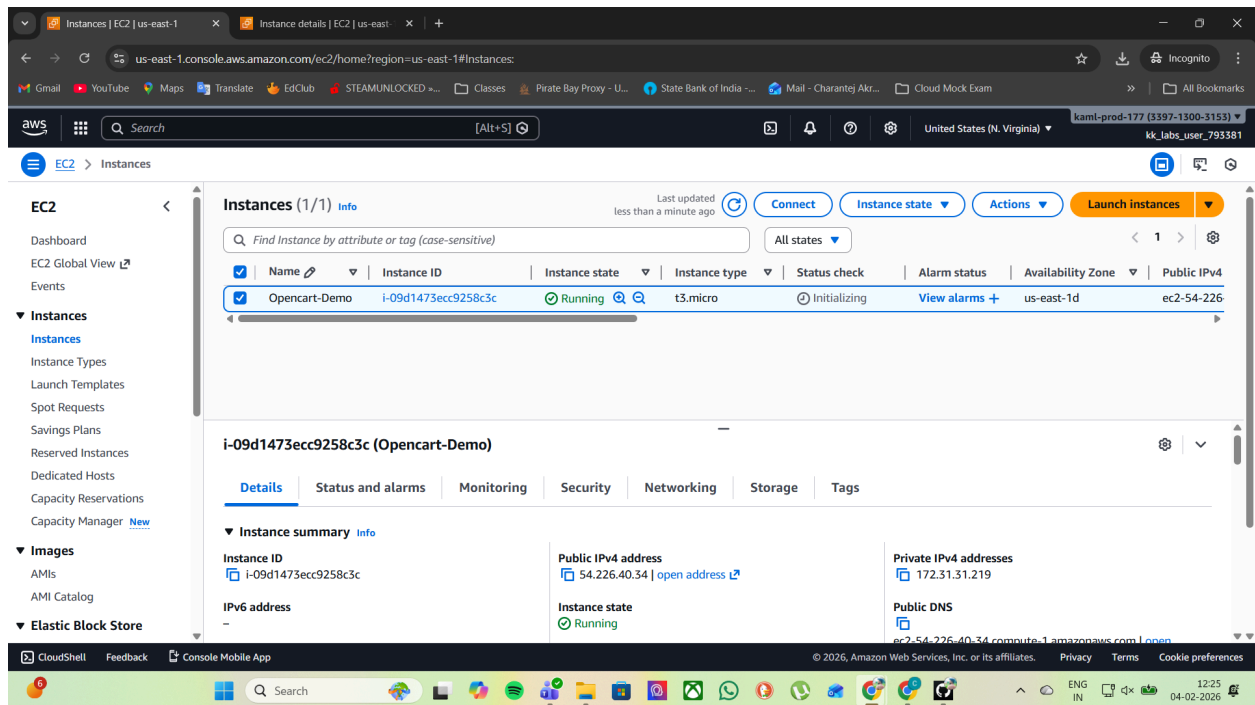 Instances | EC2 | us-east-1
Instance details | EC2 | us-east-
us-east-1.console.aws.amazon.com/ec2/home?region=us-east-1#Instances:
Incognito
Gmail YouTube Maps Translate EdClub STEAMUNLOCKED »... Classes Pirate Bay Proxy - U... State Bank of India -... Mail - Charantej Akr... Cloud Mock Exam » All Bookmarks
aws Search [Alt+S] United States (N. Virginia) kaml-prod-177 (3397-1300-3153)
kk_labs_user_793381
EC2 > Instances
EC2
Dashboard
EC2 Global View
Events
Instances
Instances
Instance Types
Launch Templates
Spot Requests
Savings Plans
Reserved Instances
Dedicated Hosts
Capacity Reservations
Capacity Manager New
Images
AMIs
AMI Catalog
Elastic Block Store
Instances (1/1) Info
Last updated
less than a minute ago
Connect Instance state Actions Launch instances
Find Instance by attribute or tag (case-sensitive) All states 1
Name Instance ID Instance state Instance type Status check Alarm status Availability Zone Public IPv4
Opencart-Demo i-09d1473ecc9258c3c Running t3.micro Initializing View alarms + us-east-1d ec2-54-226-
i-09d1473ecc9258c3c (Opencart-Demo)
Details Status and alarms Monitoring Security Networking Storage Tags
Instance summary Info
Instance ID
i-09d1473ecc9258c3c
Public IPv4 address
54.226.40.34 | open address
Private IPv4 addresses
172.31.31.219
IPv6 address
–
Instance state
Running
Public DNS
ec2-54-226-40-34.compute-1.amazonaws.com | open
CloudShell Feedback Console Mobile App © 2026, Amazon Web Services, Inc. or its affiliates. Privacy Terms Cookie preferences
6
Search
ENG
IN
12:25
04-02-2026